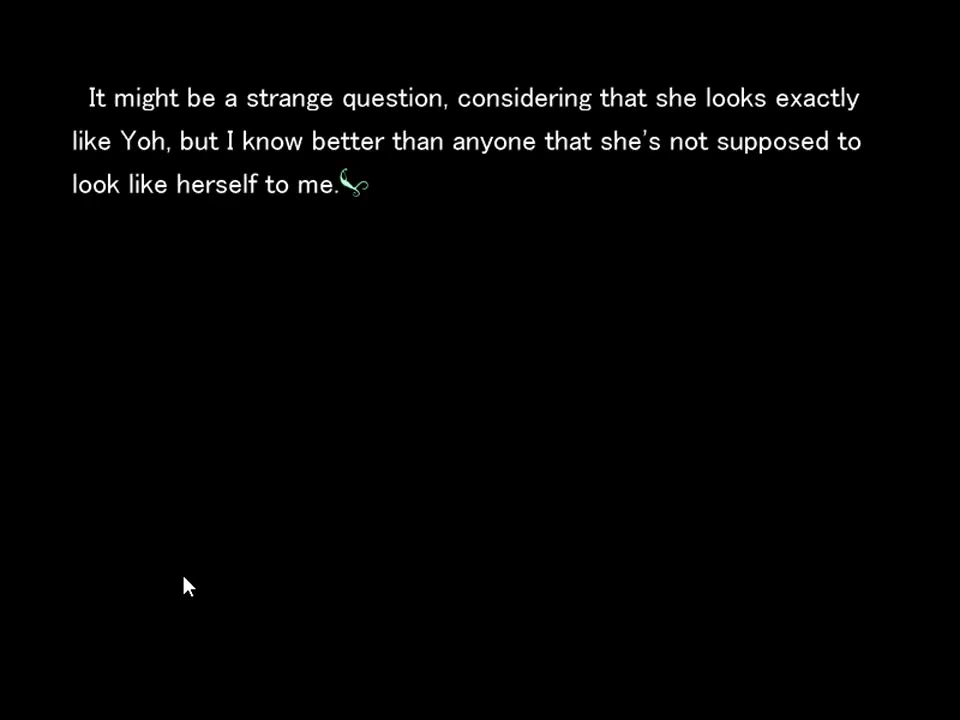 It might be a strange question, considering that she looks exactly
like Yoh, but I know better than anyone that she's not supposed to
look like herself to me.